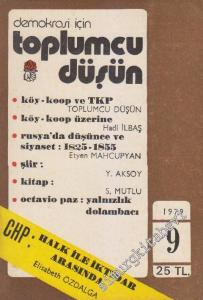 demokrasi için
toplumcu
düşün
• köy-koop ve TKP
TOPLUMCU DÜŞÜN
• köy-koop üzerine
Hadi İLBAŞ
• rusya'da düşünce ve
siyaset : 1825-1855
Etyen MAHCUPYAN
• şiir :
Y. AKSOY
• kitap :
S. MUTLU
• octavio paz : yalnızlık
dolambacı
CHP : HALK İLE İKTİDAR
ARASINDA
Elisabeth ÖZDALGA
1979
9
25 TL.